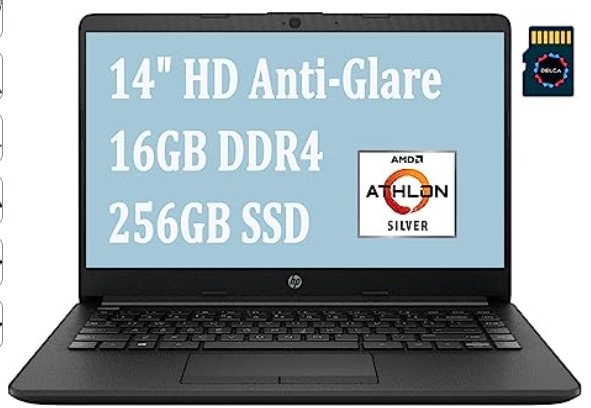 14" HD Anti-Glare
16GB DDR4
256GB SSD
AMD
ATHLON
SILVER
DELCA
hp